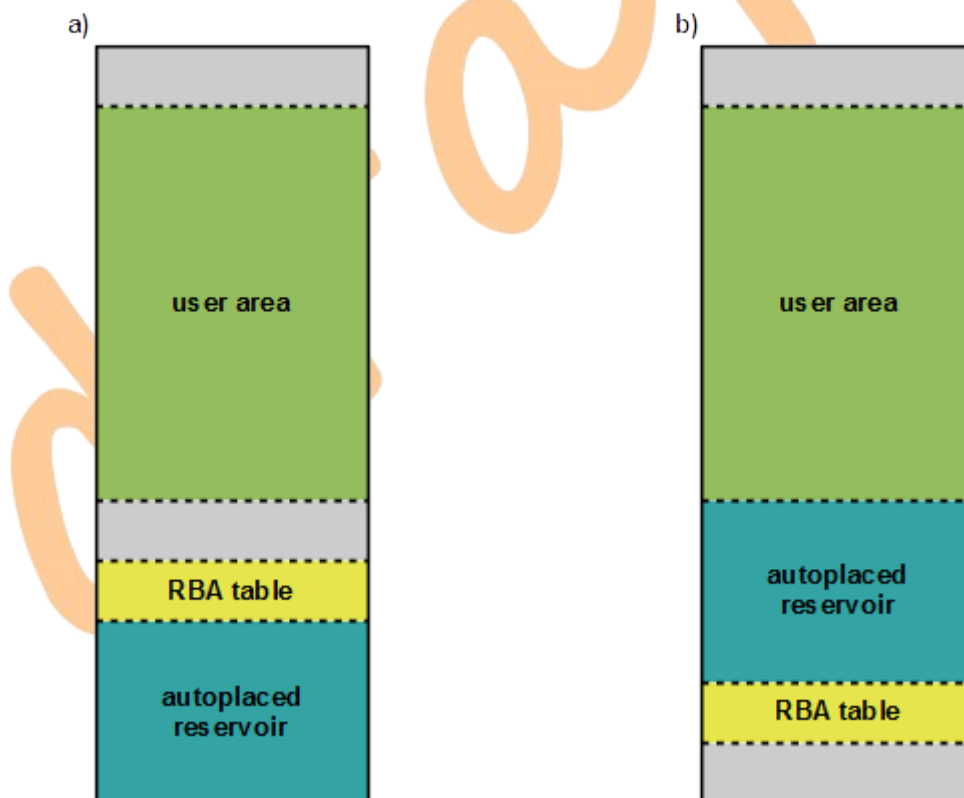 a)
user area
RBA table
autoplaced
reservoir
b)
user area
autoplaced
reservoir
RBA table